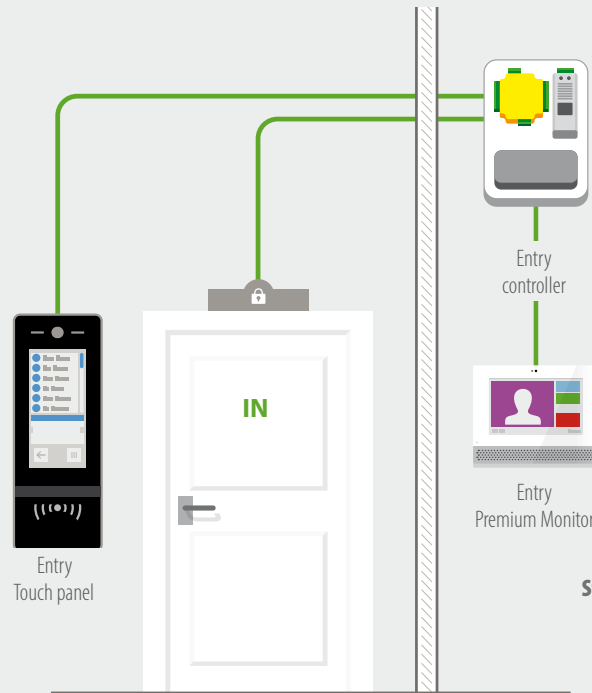 Entry
controller
IN
Entry
Premium Monitor
Entry
Touch panel
S